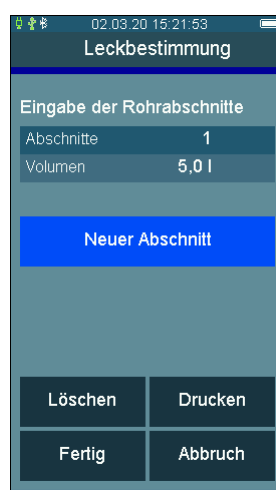 02.03.20 15:21:53
Leckbestimmung
Eingabe der Rohrabschnitte
Abschnitte 1
Volumen 5,0 l
Neuer Abschnitt
Löschen Drucken
Fertig Abbruch